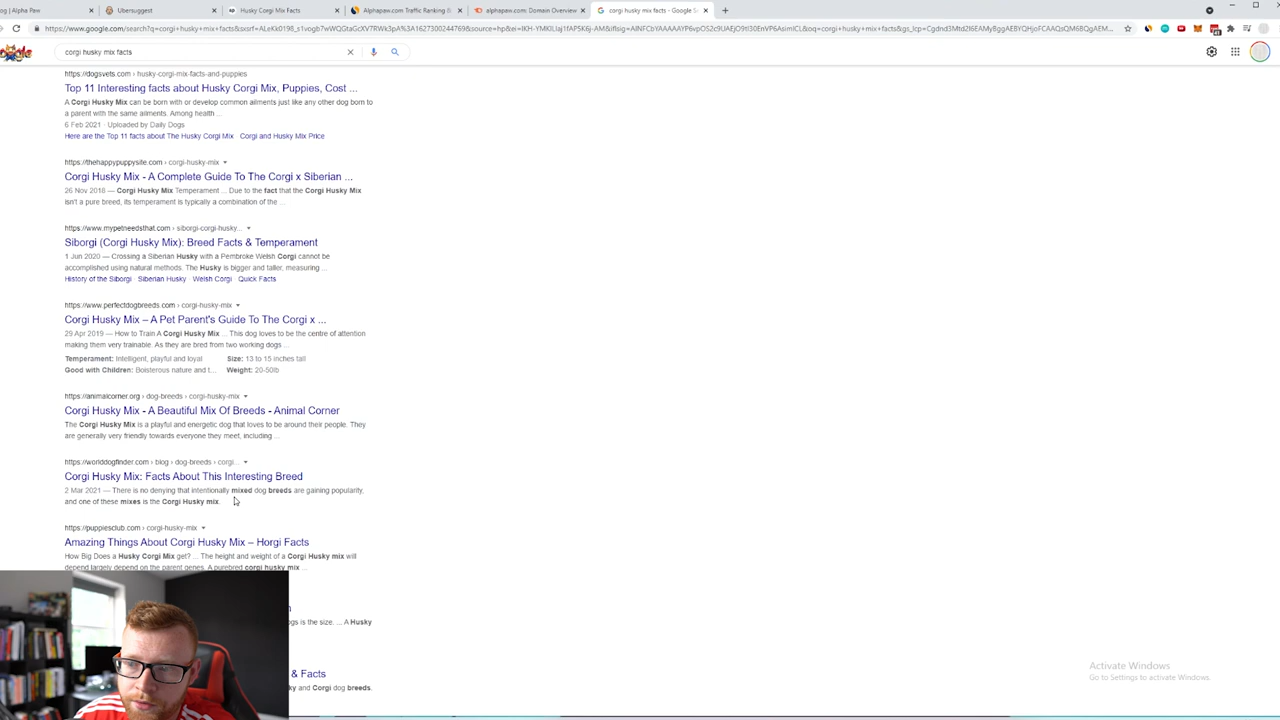 og | Alpha Paw
Ubersuggest
Husky Corgi Mix Facts
Alphapaw.com Traffic Ranking &
alphapaw.com: Domain Overview
corgi husky mix facts - Google Se
corgi husky mix facts
https://dogsvets.com › husky-corgi-mix-facts-and-puppies
Top 11 Interesting facts about Husky Corgi Mix, Puppies, Cost ...
A Corgi Husky Mix can be born with or develop common ailments just like any other dog born to
a parent with the same ailments. Among health ...
6 Feb 2021 · Uploaded by Daily Dogs
Here are the Top 11 facts about The Husky Corgi Mix · Corgi and Husky Mix Price
https://thehappypuppysite.com › corgi-husky-mix
Corgi Husky Mix - A Complete Guide To The Corgi x Siberian ...
26 Nov 2018 — Corgi Husky Mix Temperament ... Due to the fact that the Corgi Husky Mix
isn't a pure breed, its temperament is typically a combination of the ...
https://www.mypetneedsthat.com › siborgi-corgi-husky...
Siborgi (Corgi Husky Mix): Breed Facts & Temperament
1 Jun 2020 — Crossing a Siberian Husky with a Pembroke Welsh Corgi cannot be
accomplished using natural methods. The Husky is bigger and taller, measuring ...
History of the Siborgi · Siberian Husky · Welsh Corgi · Quick Facts
https://www.perfectdogbreeds.com › corgi-husky-mix
Corgi Husky Mix – A Pet Parent's Guide To The Corgi x ...
29 Apr 2019 — How to Train A Corgi Husky Mix ... This dog loves to be the centre of attention
making them very trainable. As they are bred from two working dogs ...
Temperament: Intelligent, playful and loyal Size: 13 to 15 inches tall
Good with Children: Boisterous nature and t... Weight: 20-50lb
https://animalcorner.org › dog-breeds › corgi-husky-mix
Corgi Husky Mix - A Beautiful Mix Of Breeds - Animal Corner
The Corgi Husky Mix is a playful and energetic dog that loves to be around their people. They
are generally very friendly towards everyone they meet, including ...
https://worlddogfinder.com › blog › dog-breeds › corgi...
Corgi Husky Mix: Facts About This Interesting Breed
2 Mar 2021 — There is no denying that intentionally mixed dog breeds are gaining popularity,
and one of these mixes is the Corgi Husky mix.
https://puppiesclub.com › corgi-husky-mix
Amazing Things About Corgi Husky Mix – Horgi Facts
How Big Does a Husky Corgi Mix get? ... The height and weight of a Corgi Husky mix will
depend largely depend on the parent genes. A purebred corgi husky mix ...
n
gs is the size. ... A Husky
& Facts
ky and Corgi dog breeds.
Activate Windows
Go to Settings to activate Windows.